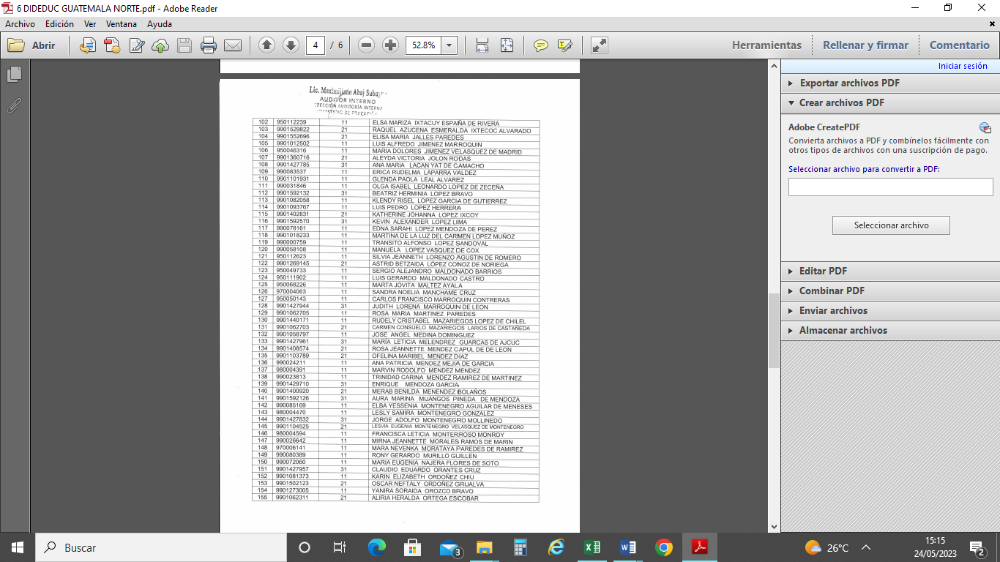 6 DIDEDUC GUATEMALA NORTE.pdf - Adobe Reader
Archivo Edición Ver Ventana Ayuda
Abrir 4 / 6 52.8% Herramientas Rellenar y firmar Comentario
Iniciar sesión
Exportar archivos PDF
Crear archivos PDF
Adobe CreatePDF
Convierta archivos a PDF y combínelos fácilmente con
otros tipos de archivos con una suscripción de pago.
Seleccionar archivo para convertir a PDF:
Seleccionar archivo
Editar PDF
Combinar PDF
Enviar archivos
Almacenar archivos
Lic. Maximiliano Abaj Subuy
AUDITOR INTERNO
AUDITORÍA INTERNA
DE EDUCACIÓN
102 950112239 11 ELSA MARIZA IXTACUY ESPAÑA DE RIVERA
103 9901529822 21 RAQUEL AZUCENA ESMERALDA IXTECOC ALVARADO
104 9901552696 21 ELISA MARIA JALLES PAREDES
105 9901012502 11 LUIS ALFREDO JIMENEZ MARROQUIN
106 950046316 11 MARIA DOLORES JIMENEZ VELASQUEZ DE MADRID
107 9901360716 21 ALEYDA VICTORIA JOLON RODAS
108 9901427785 31 ANA MARIA LACAN YAT DE CAMACHO
109 990083537 11 ERICA RUDELMA LAPARRA VALDEZ
110 9901101931 11 GLENDA PAOLA LEAL ALVAREZ
111 990031846 11 OLGA ISABEL LEONARDO LOPEZ DE ZECEÑA
112 9901592132 31 BEATRIZ HERMINIA LOPEZ BRAVO
113 9901082058 11 KLENDY RISEL LOPEZ GARCIA DE GUTIERREZ
114 9901093767 11 LUIS PEDRO LOPEZ HERRERA
115 9901402831 21 KATHERINE JOHANNA LOPEZ IXCOY
116 9901592570 31 KEVIN ALEXANDER LOPEZ LIMA
117 990078161 11 EDNA SARAHI LOPEZ MENDOZA DE PEREZ
118 9901018233 11 MARTINA DE LA LUZ DEL CARMEN LOPEZ MUÑOZ
119 990000759 11 TRANSITO ALFONSO LOPEZ SANDOVAL
120 990058108 11 MANUELA LOPEZ VASQUEZ DE COX
121 950112623 11 SILVIA JEANNETH LORENZO AGUSTIN DE ROMERO
122 9901269145 21 ASTRID BETZAIDA LÓPEZ COÑOZ DE NORIEGA
123 950049733 11 SERGIO ALEJANDRO MALDONADO BARRIOS
124 950111902 11 LUIS GERARDO MALDONADO CASTRO
125 950068226 11 MARTA JOVITA MALTEZ AYALA
126 970004063 11 SANDRA NOELIA MANCHAME CRUZ
127 950050143 11 CARLOS FRANCISCO MARROQUIN CONTRERAS
128 9901427944 31 JUDITH LORENA MARROQUIN DE LEON
129 9901062705 11 ROSA MARIA MARTINEZ PAREDES
130 9901440171 11 RUDELY CRISTABEL MAZARIEGOS LOPEZ DE CHILEL
131 9901062703 21 CARMEN CONSUELO MAZARIEGOS LARIOS DE CASTAÑEDA
132 9901058797 11 JOSE ANGEL MEDINA DOMINGUEZ
133 9901427961 31 MARÍA LETICIA MELENDREZ GUARCAS DE AJCUC
134 9901408574 21 ROSA JEANNETTE MENDEZ CAPUL DE DE LEON
135 9901103789 21 OFELINA MARIBEL MENDEZ DIAZ
136 990024211 11 ANA PATRICIA MENDEZ MEJIA DE GARCIA
137 980004391 11 MARVIN RODOLFO MENDEZ MENDEZ
138 990023813 11 TRINIDAD CARINA MENDEZ RAMIREZ DE MARTINEZ
139 9901429710 31 ENRIQUE MENDOZA GARCIA
140 9901400920 21 MERAB BENILDA MENENDEZ BOLAÑOS
141 9901592126 31 AURA MARINA MIJANGOS PINEDA DE MENDOZA
142 990085169 11 ELBA YESSENIA MONTENEGRO AGUILAR DE MENESES
143 980004470 11 LESLY SAMIRA MONTENEGRO GONZALEZ
144 9901427832 31 JORGE ADOLFO MONTENEGRO MOLLINEDO
145 9901104525 21 LESVIA EUGENIA MONTENEGRO VELASQUEZ DE MONTENEGRO
146 980004594 11 FRANCISCA LETICIA MONTERROSO MONROY
147 990026642 11 MIRNA JEANNETTE MORALES RAMOS DE MARIN
148 970006141 11 MARA NEVENKA MORATAYA PAREDES DE RAMIREZ
149 990080389 11 RONY GERARDO MURILLO GUILLEN
150 990072060 11 MARIA EUGENIA NAJERA FLORES DE SOTO
151 9901427957 31 CLAUDIO EDUARDO ORANTES CRUZ
152 9901081373 11 KARIN ELIZABETH ORDOÑEZ CHIU
153 9901502123 21 OSCAR NEFTALY ORDOÑEZ GRIJALVA
154 9901273005 11 YANIRA SORAIDA OROZCO BRAVO
155 9901062311 21 ALIRIA HERALDA ORTEGA ESCOBAR
Buscar
3
26°C
15:15
24/05/2023
2